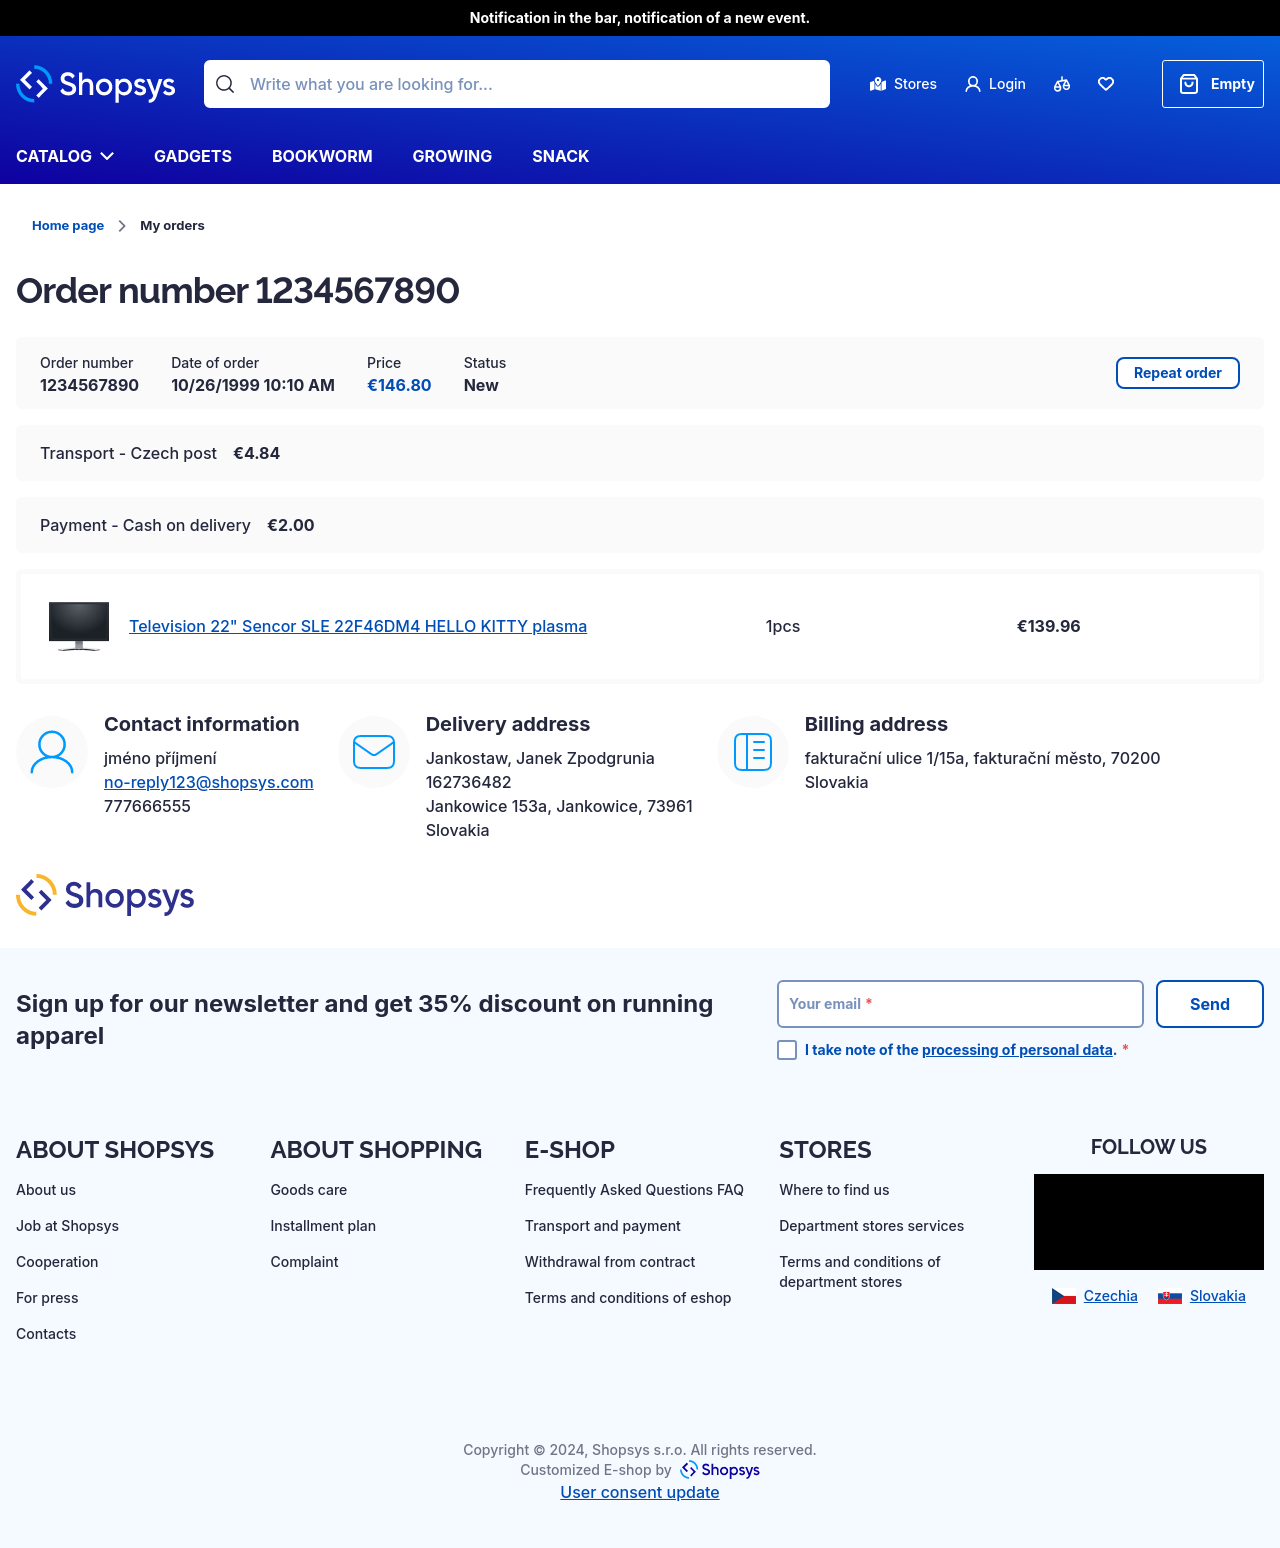 Notification in the bar, notification of a new event.
Shopsys
Write what you are looking for...
Stores
Login
Empty
CATALOG
GADGETS
BOOKWORM
GROWING
SNACK
Home page
My orders
Order number 1234567890
Order number
1234567890
Date of order
10/26/1999 10:10 AM
Price
€146.80
Status
New
Repeat order
Transport - Czech post €4.84
Payment - Cash on delivery €2.00
Television 22" Sencor SLE 22F46DM4 HELLO KITTY plasma
1pcs
€139.96
Contact information
jméno příjmení
no-reply123@shopsys.com
777666555
Delivery address
Jankostaw, Janek Zpodgrunia
162736482
Jankowice 153a, Jankowice, 73961
Slovakia
Billing address
fakturační ulice 1/15a, fakturační město, 70200
Slovakia
Shopsys
Sign up for our newsletter and get 35% discount on running
apparel
Your email *
Send
I take note of the processing of personal data. *
ABOUT SHOPSYS
About us
Job at Shopsys
Cooperation
For press
Contacts
ABOUT SHOPPING
Goods care
Installment plan
Complaint
E-SHOP
Frequently Asked Questions FAQ
Transport and payment
Withdrawal from contract
Terms and conditions of eshop
STORES
Where to find us
Department stores services
Terms and conditions of
department stores
FOLLOW US
Czechia
Slovakia
Copyright © 2024, Shopsys s.r.o. All rights reserved.
Customized E-shop by Shopsys
User consent update